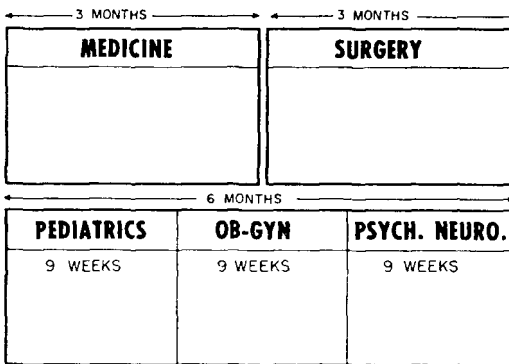 3 MONTHS 3 MONTHS
MEDICINE SURGERY
6 MONTHS
PEDIATRICS OB-GYN PSYCH. NEURO.
9 WEEKS 9 WEEKS 9 WEEKS